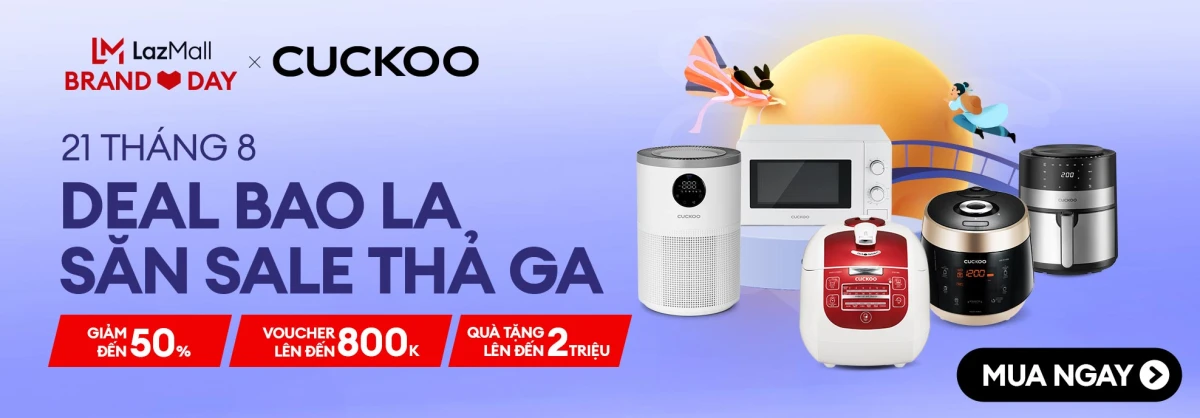 LM LazMall
BRAND DAY
× CUCKOO
21 THÁNG 8
DEAL BAO LA
SĂN SALE THẢ GA
GIẢM
ĐẾN 50%
VOUCHER
LÊN ĐẾN 800K
QUÀ TẶNG
LÊN ĐẾN 2 TRIỆU
CUCKOO
CUCKOO
CUCKOO
CUCKOO
1200
200
CUCKOO
MUA NGAY